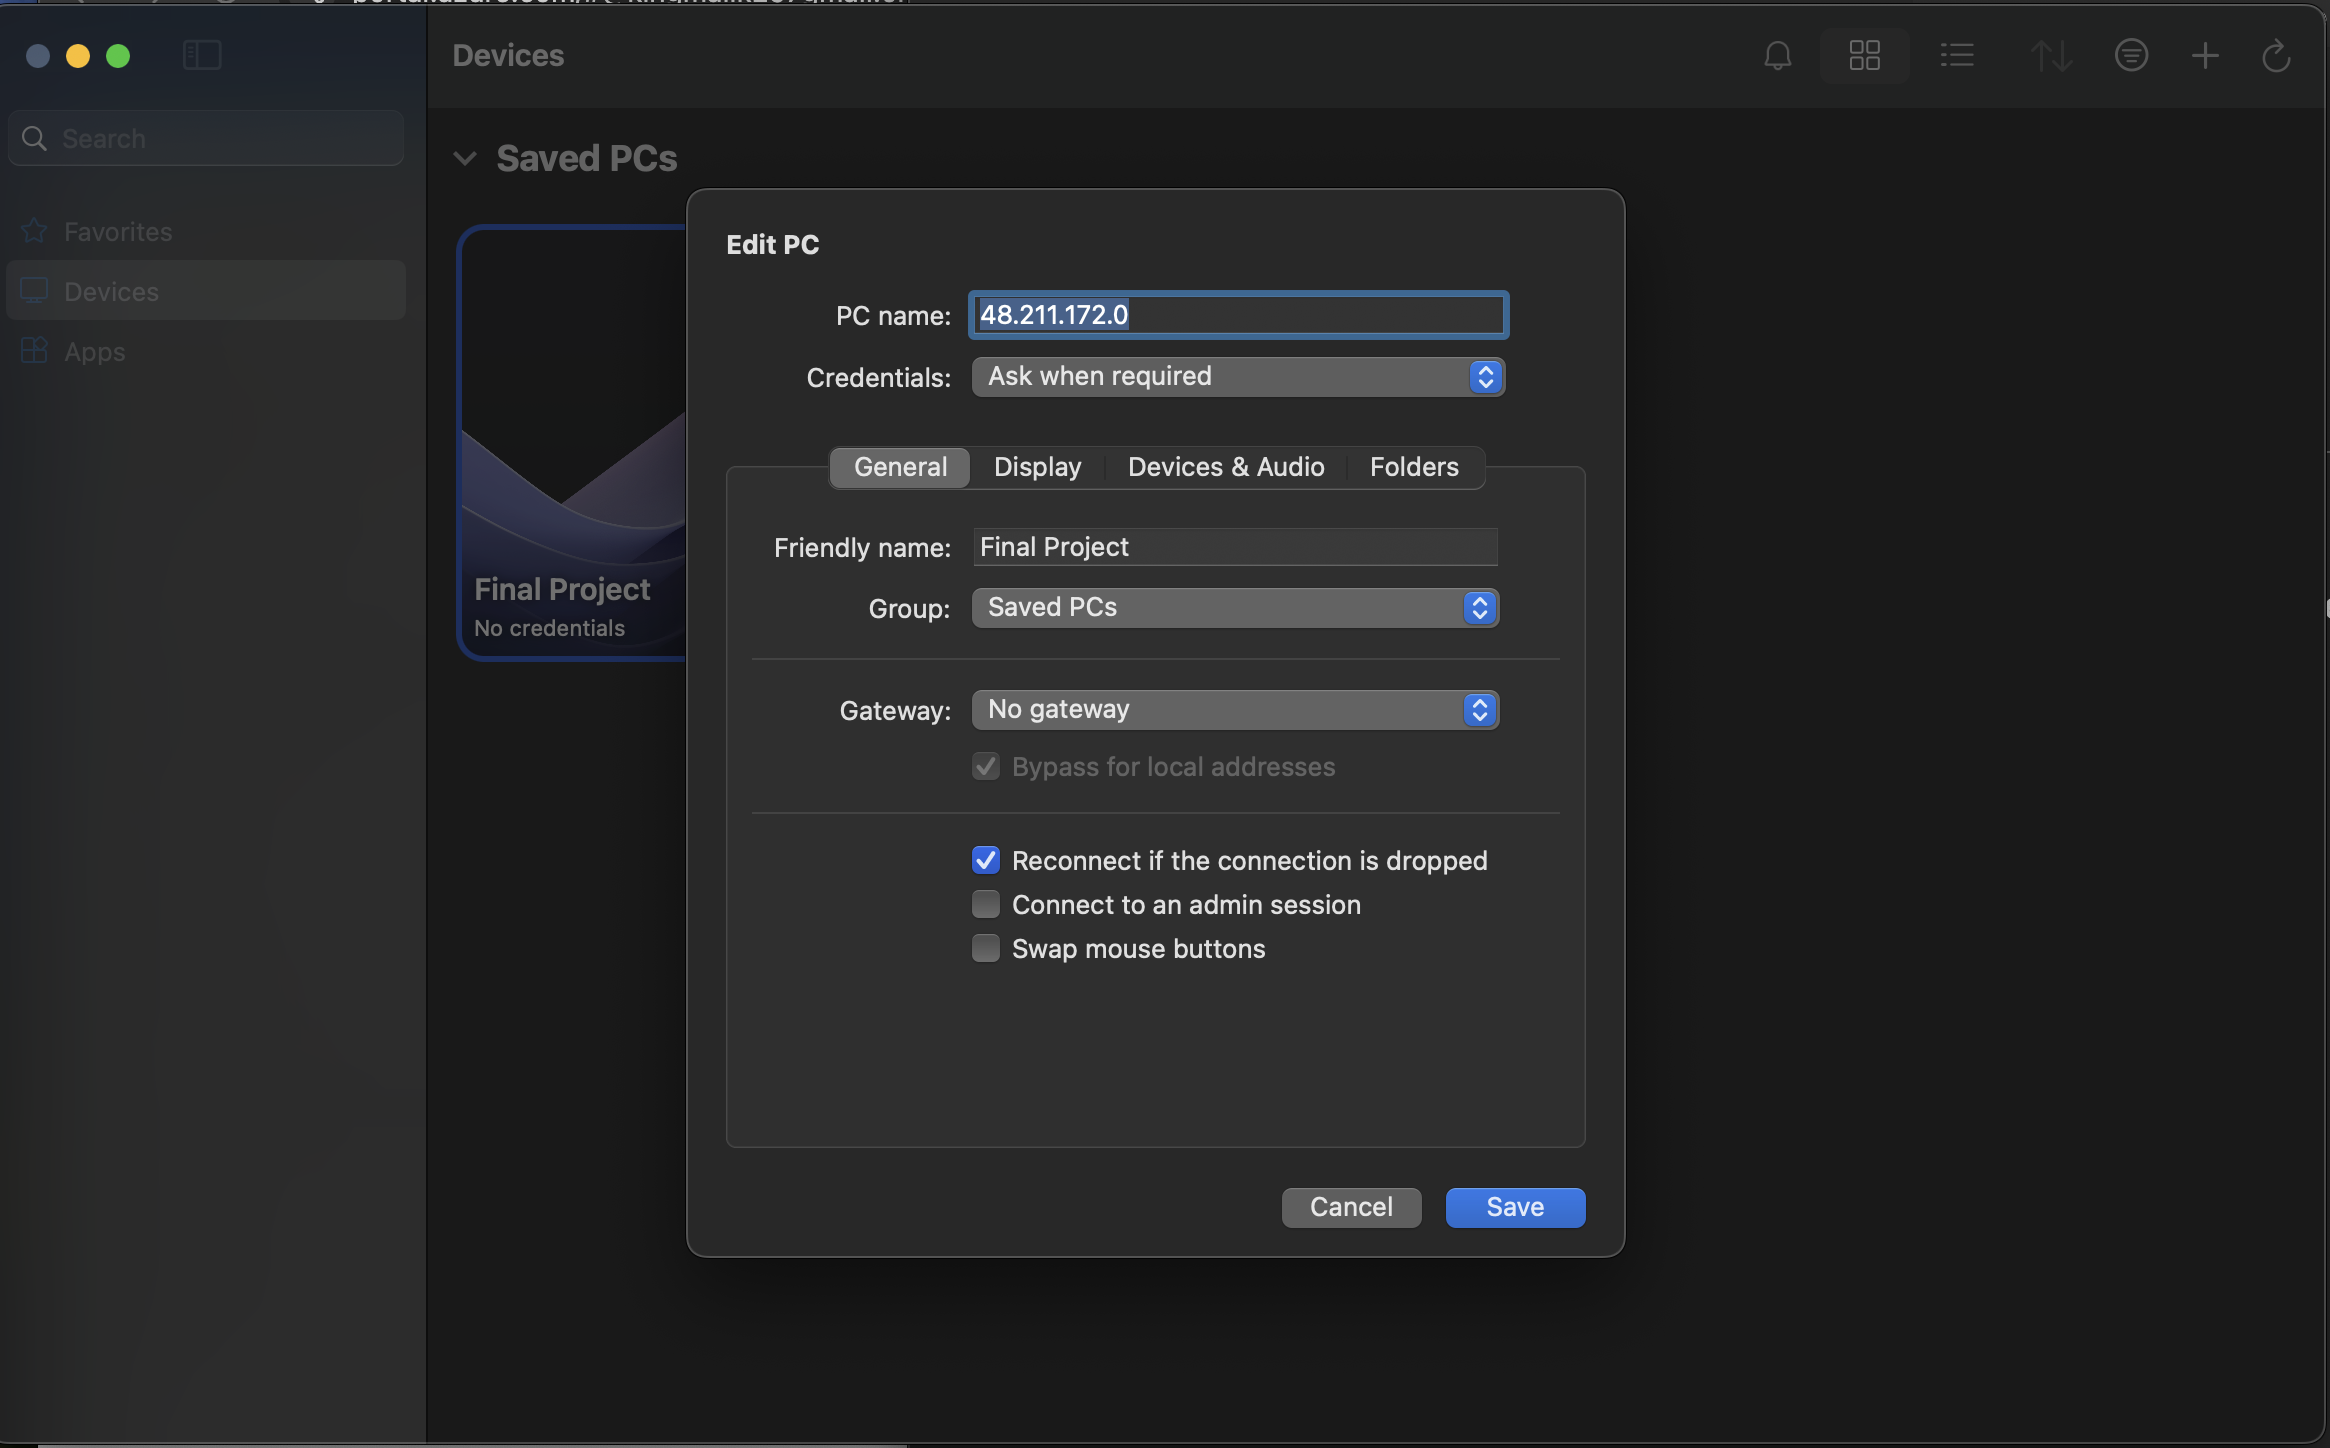 Devices
Search
Favorites
Devices
Apps
Saved PCs
Final Project
No credentials
Edit PC
PC name: 48.211.172.0
Credentials: Ask when required
General Display Devices & Audio Folders
Friendly name: Final Project
Group: Saved PCs
Gateway: No gateway
Bypass for local addresses
Reconnect if the connection is dropped
Connect to an admin session
Swap mouse buttons
Cancel Save